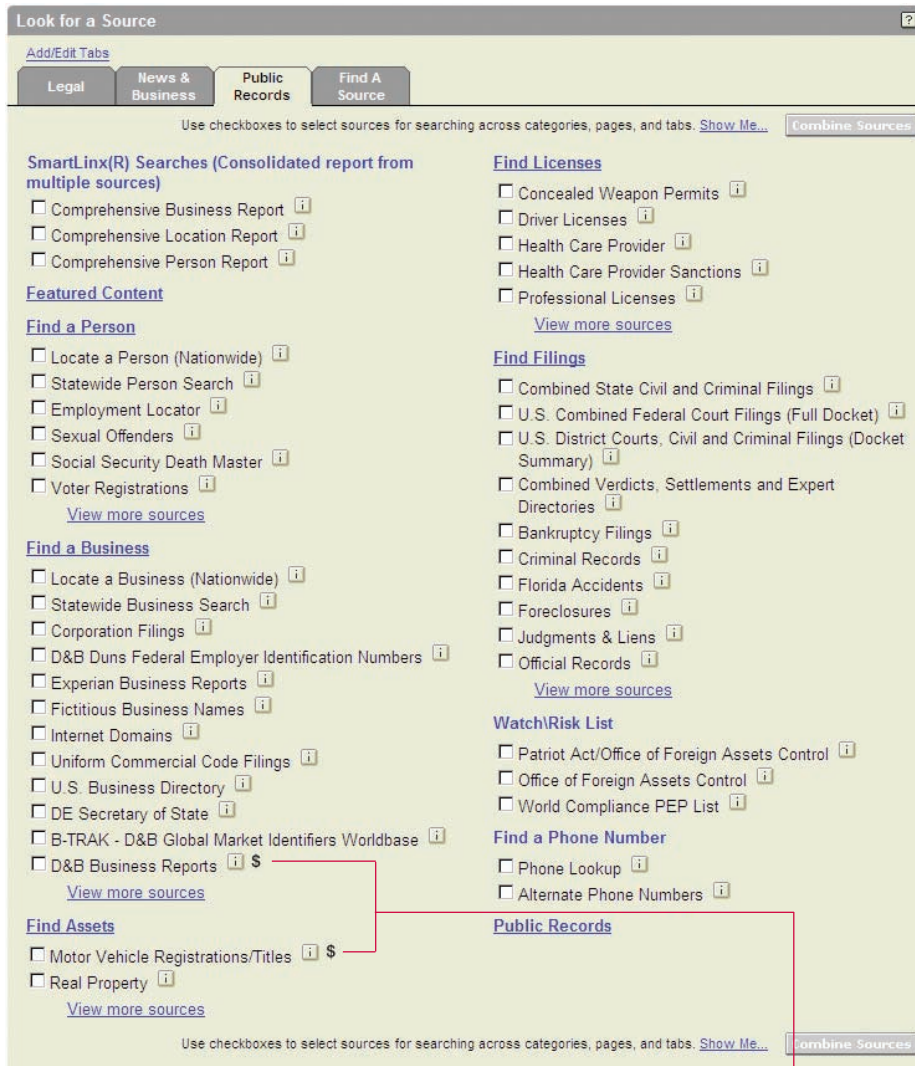 Look for a Source
?
Add/Edit Tabs
Legal
News &
Business
Public
Records
Find A
Source
Use checkboxes to select sources for searching across categories, pages, and tabs. Show Me...
Combine Sources
SmartLinx(R) Searches (Consolidated report from
multiple sources)
Comprehensive Business Report i
Comprehensive Location Report i
Comprehensive Person Report i
Featured Content
Find a Person
Locate a Person (Nationwide) i
Statewide Person Search i
Employment Locator i
Sexual Offenders i
Social Security Death Master i
Voter Registrations i
View more sources
Find a Business
Locate a Business (Nationwide) i
Statewide Business Search i
Corporation Filings i
D&B Duns Federal Employer Identification Numbers i
Experian Business Reports i
Fictitious Business Names i
Internet Domains i
Uniform Commercial Code Filings i
U.S. Business Directory i
DE Secretary of State i
B-TRAK - D&B Global Market Identifiers Worldbase i
D&B Business Reports i $
View more sources
Find Assets
Motor Vehicle Registrations/Titles i $
Real Property i
View more sources
Find Licenses
Concealed Weapon Permits i
Driver Licenses i
Health Care Provider i
Health Care Provider Sanctions i
Professional Licenses i
View more sources
Find Filings
Combined State Civil and Criminal Filings i
U.S. Combined Federal Court Filings (Full Docket) i
U.S. District Courts, Civil and Criminal Filings (Docket
Summary) i
Combined Verdicts, Settlements and Expert
Directories i
Bankruptcy Filings i
Criminal Records i
Florida Accidents i
Foreclosures i
Judgments & Liens i
Official Records i
View more sources
Watch\Risk List
Patriot Act/Office of Foreign Assets Control i
Office of Foreign Assets Control i
World Compliance PEP List i
Find a Phone Number
Phone Lookup i
Alternate Phone Numbers i
Public Records
Use checkboxes to select sources for searching across categories, pages, and tabs. Show Me...
Combine Sources